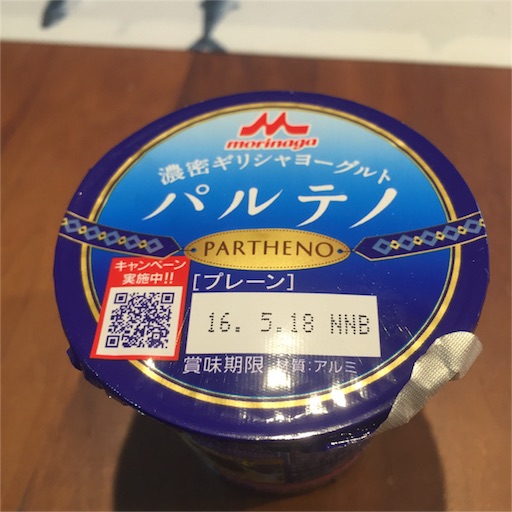 morinaga
濃密ギリシャヨーグルト
パルテノ
PARTHENO
キャンペーン
実施中!!
[プレーン]
16. 5.18 NNB
賞味期限 材質:アルミ